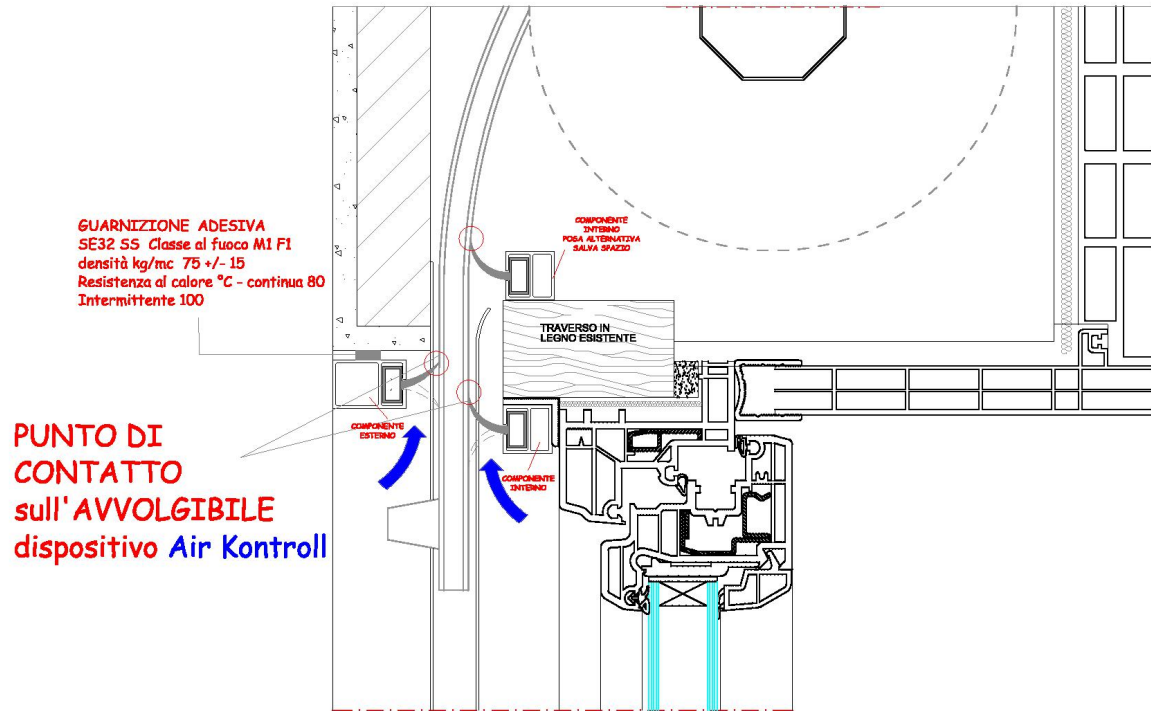 GUARNIZIONE ADESIVA
SE32 SS Classe al fuoco M1 F1
densità kg/mc 75 +/- 15
Resistenza al calore °C - continua 80
Intermittente 100
COMPONENTE
INTERNO
POSA ALTERNATIVA
SALVA SPAZIO
TRAVERSO IN
LEGNO ESISTENTE
COMPONENTE
ESTERNO
COMPONENTE
INTERNO
PUNTO DI
CONTATTO
sull'AVVOLGIBILE
dispositivo Air Kontroll